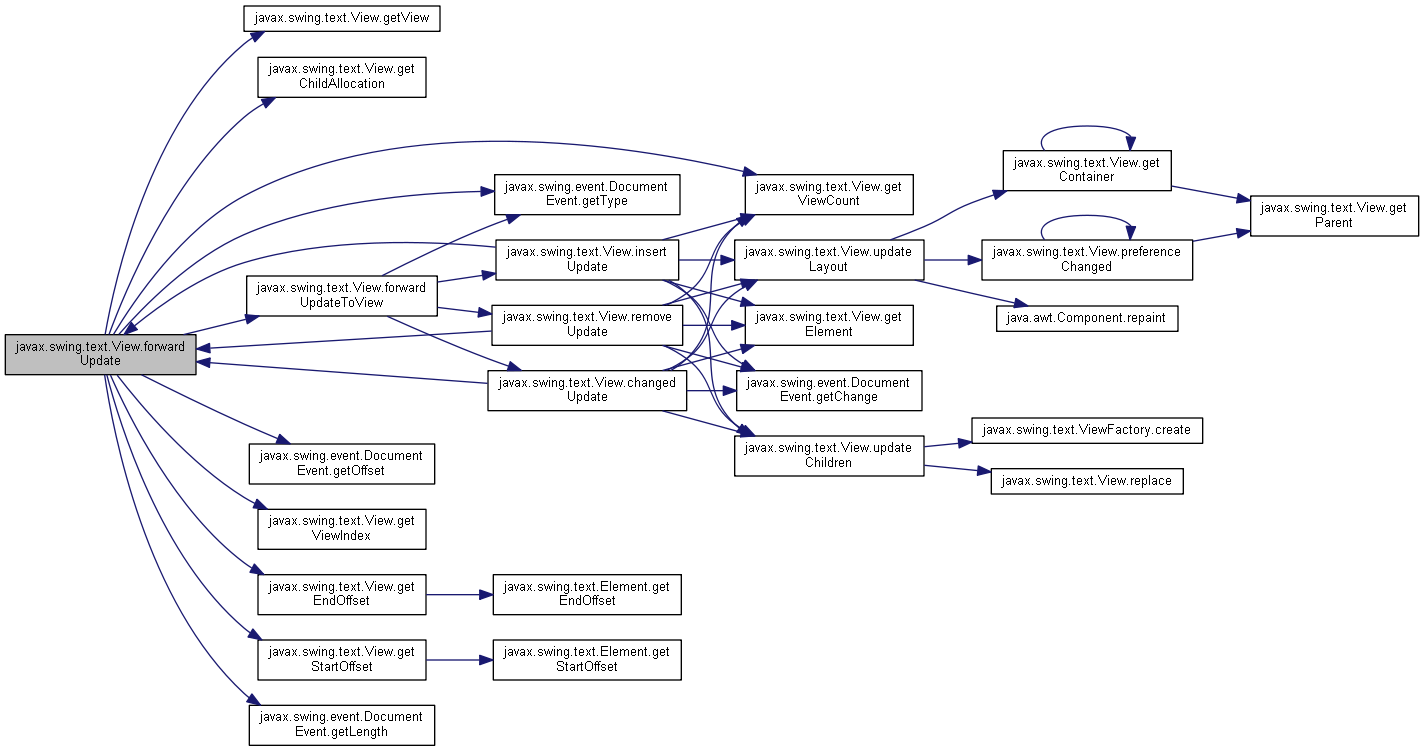 javax.swing.text.View.getView
javax.swing.text.View.get
ChildAllocation
javax.swing.event.Document
Event.getType
javax.swing.text.View.get
ViewCount
javax.swing.text.View.get
Container
javax.swing.text.View.get
Parent
javax.swing.text.View.insert
Update
javax.swing.text.View.update
Layout
javax.swing.text.View.preference
Changed
javax.swing.text.View.forward
UpdateToView
javax.swing.text.View.remove
Update
javax.swing.text.View.get
Element
java.awt.Component.repaint
javax.swing.text.View.forward
Update
javax.swing.text.View.changed
Update
javax.swing.event.Document
Event.getChange
javax.swing.text.View.update
Children
javax.swing.text.ViewFactory.create
javax.swing.text.View.replace
javax.swing.event.Document
Event.getOffset
javax.swing.text.View.get
ViewIndex
javax.swing.text.View.get
EndOffset
javax.swing.text.Element.get
EndOffset
javax.swing.text.View.get
StartOffset
javax.swing.text.Element.get
StartOffset
javax.swing.event.Document
Event.getLength